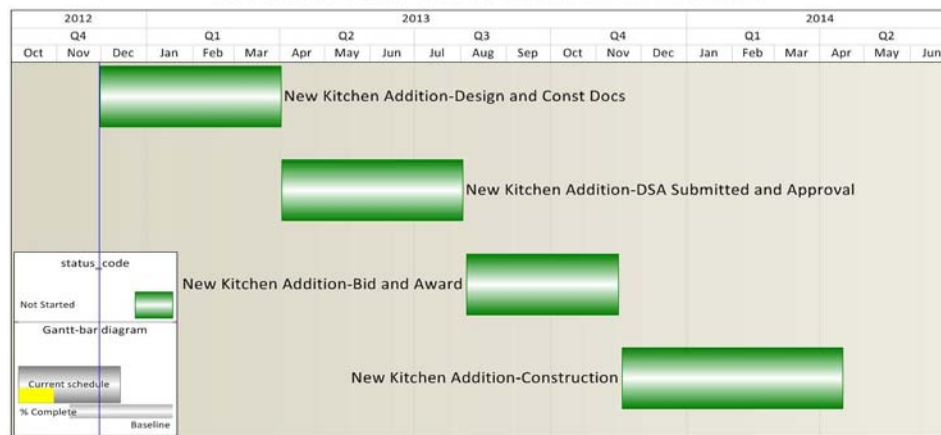 2012 2013 2014
Q4 Q1 Q2 Q3 Q4 Q1 Q2
Oct Nov Dec Jan Feb Mar Apr May Jun Jul Aug Sep Oct Nov Dec Jan Feb Mar Apr May Jun
New Kitchen Addition-Design and Const Docs
New Kitchen Addition-DSA Submitted and Approval
New Kitchen Addition-Bid and Award
New Kitchen Addition-Construction
status_code
Not Started
Gantt-bar diagram
Current schedule
% Complete
Baseline